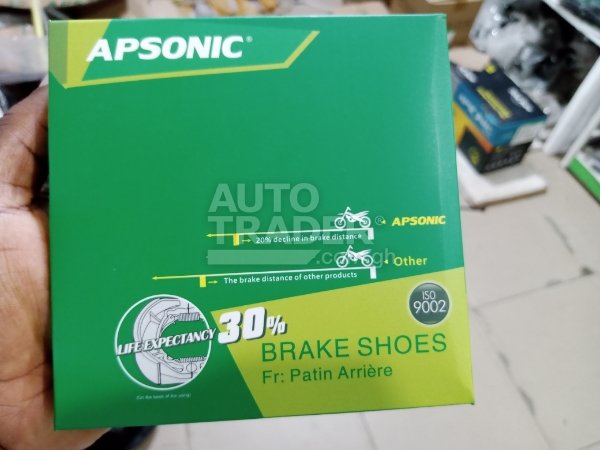 APSONIC®
AUTO
TRADER
.com.gh
APSONIC
20% decline in brake distance
Other
The brake distance of other products
ISO
9002
LIFE EXPECTANCY
30%
BRAKE SHOES
Fr: Patin Arrière